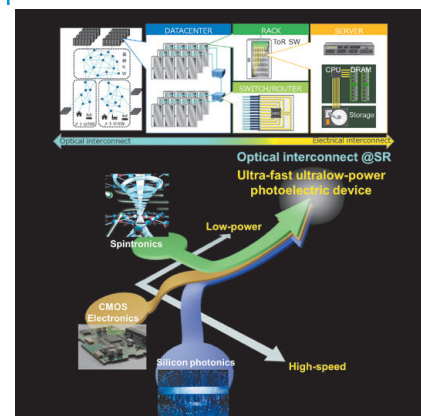 DATACENTER
RACK
SERVER
ToR SW
CPU
DRAM
SWITCH/ROUTER
Storage
Optical interconnect
Electrical interconnect
Optical interconnect @SR
Ultra-fast ultralow-power
photoelectric device
Low-power
Spintronics
CMOS
Electronics
Silicon photonics
High-speed